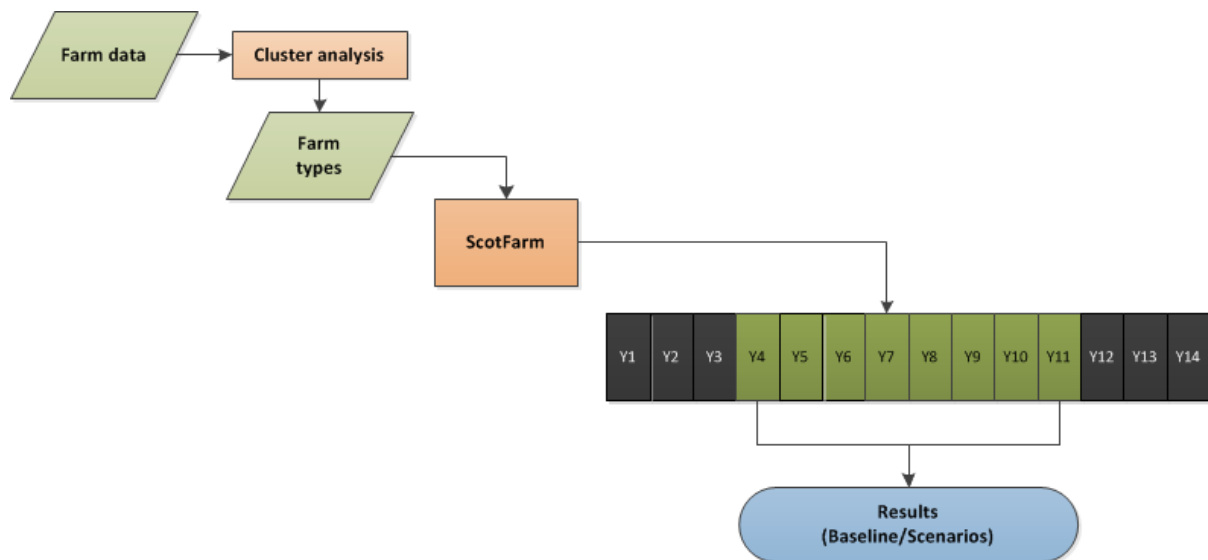 Farm data
Cluster analysis
Farm
types
ScotFarm
Y1 Y2 Y3 Y4 Y5 Y6 Y7 Y8 Y9 Y10 Y11 Y12 Y13 Y14
Results
(Baseline/Scenarios)